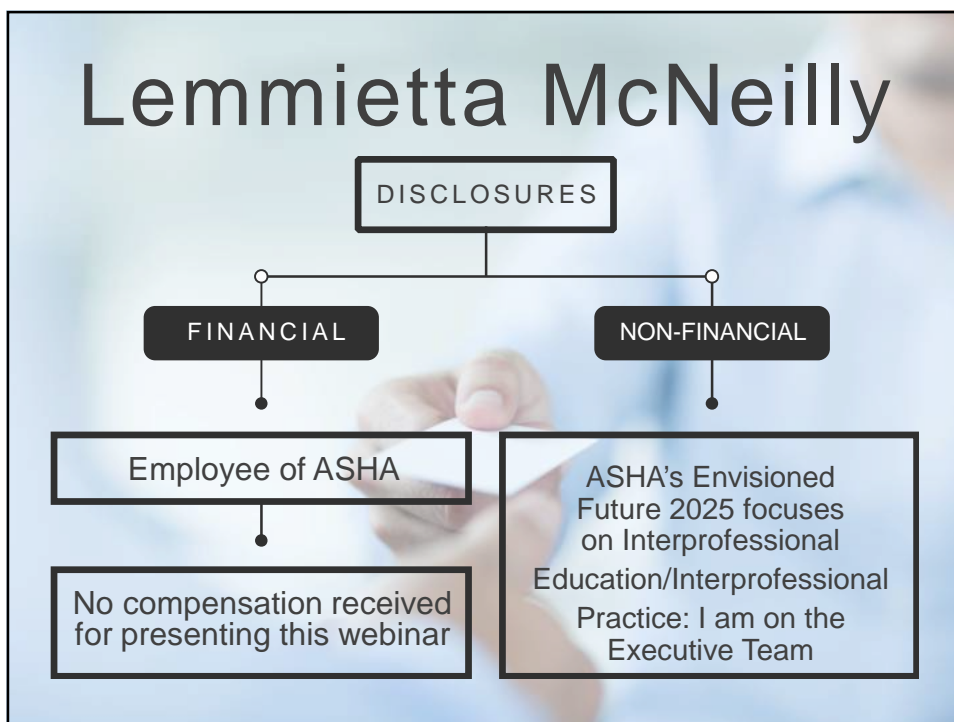 Lemmietta McNeilly
DISCLOSURES
FINANCIAL
NON-FINANCIAL
Employee of ASHA
No compensation received
for presenting this webinar
ASHA’s Envisioned
Future 2025 focuses
on Interprofessional
Education/Interprofessional
Practice: I am on the
Executive Team